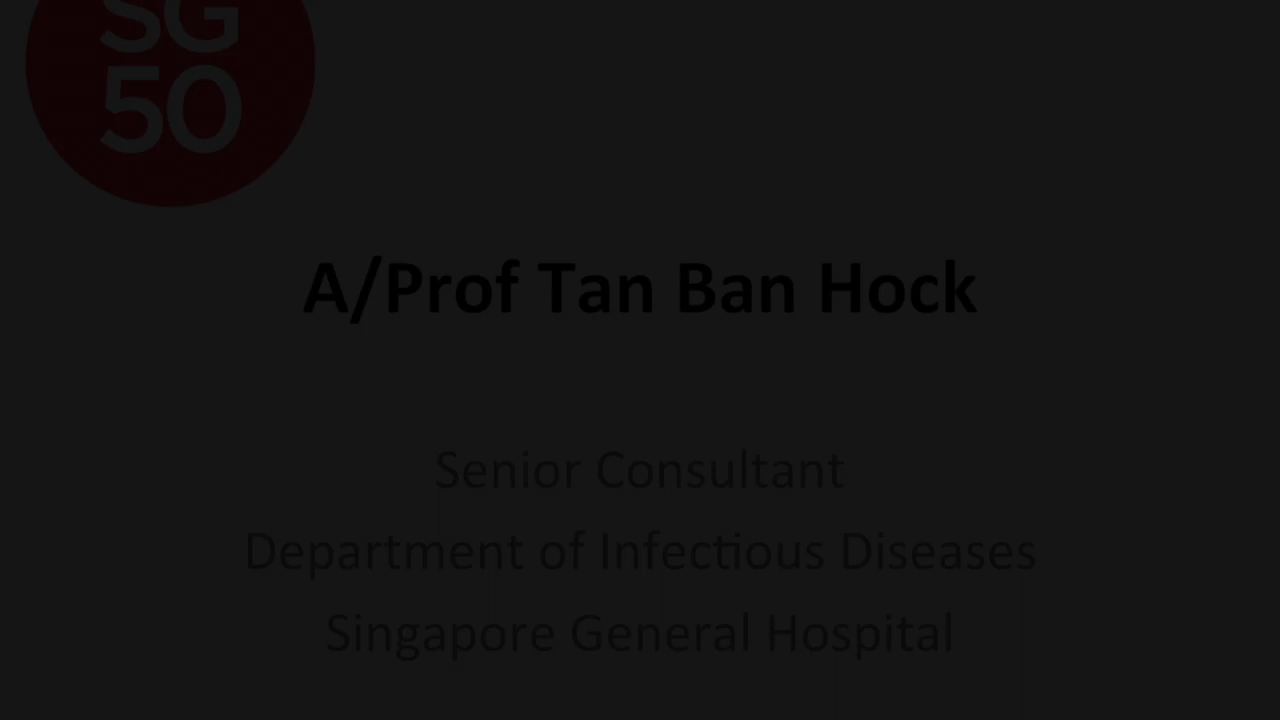 SG
50
A/Prof Tan Ban Hock
Senior Consultant
Department of Infectious Diseases
Singapore General Hospital